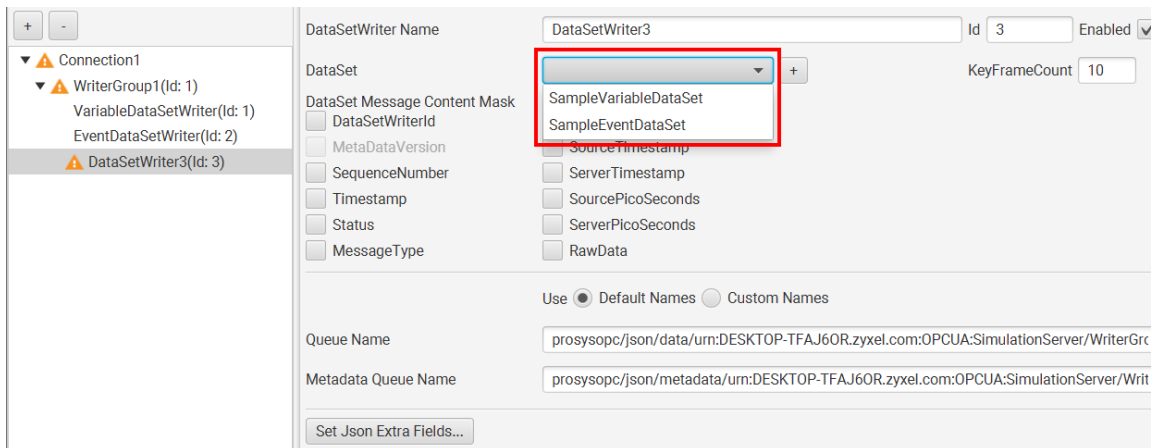 + -
Connection1
WriterGroup1(Id: 1)
VariableDataSetWriter(Id: 1)
EventDataSetWriter(Id: 2)
DataSetWriter3(Id: 3)
DataSetWriter Name DataSetWriter3 Id 3 Enabled
DataSet + KeyFrameCount 10
SampleVariableDataSet
SampleEventDataSet
DataSet Message Content Mask
DataSetWriterId
MetaDataVersion SourceTimestamp
SequenceNumber ServerTimestamp
Timestamp SourcePicoSeconds
Status ServerPicoSeconds
MessageType RawData
Use Default Names Custom Names
Queue Name prosysopc/json/data/urn:DESKTOP-TFAJ6OR.zyxel.com:OPCUA:SimulationServer/WriterGrc
Metadata Queue Name prosysopc/json/metadata/urn:DESKTOP-TFAJ6OR.zyxel.com:OPCUA:SimulationServer/Writ
Set Json Extra Fields...